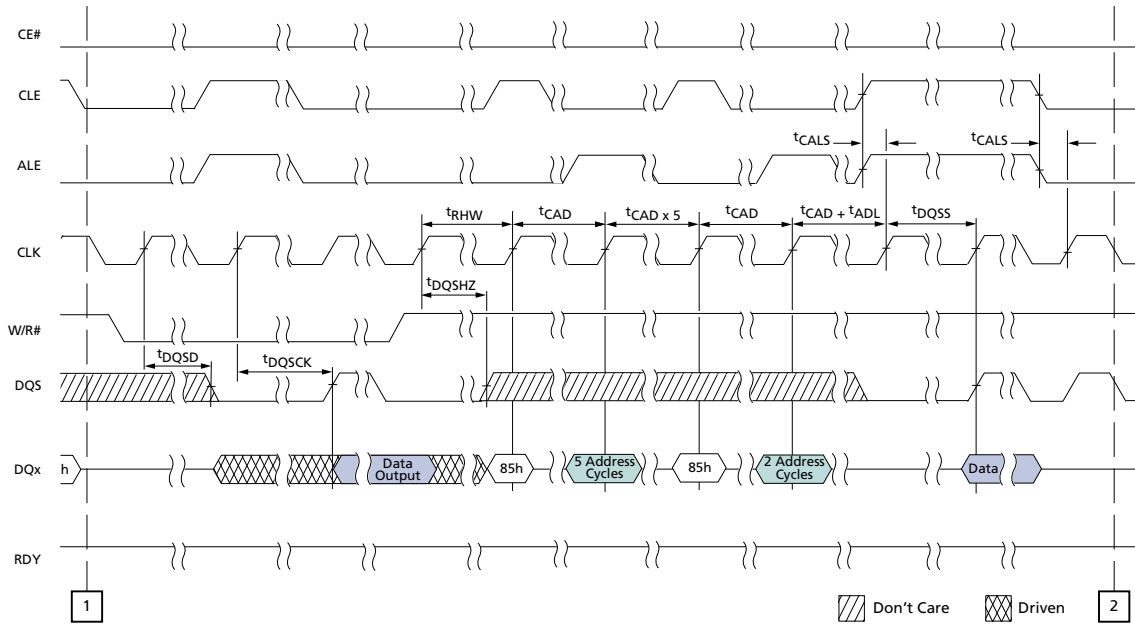 CE#
CLE
tCALS
tCALS
ALE
tRHW
tCAD
tCAD x 5
tCAD
tCAD + tADL
tDQSS
CLK
tDQSHZ
W/R#
tDQSD
tDQSCK
DQS
DQx
h
Data
Output
85h
5 Address
Cycles
85h
2 Address
Cycles
Data
RDY
1
Don't Care
Driven
2